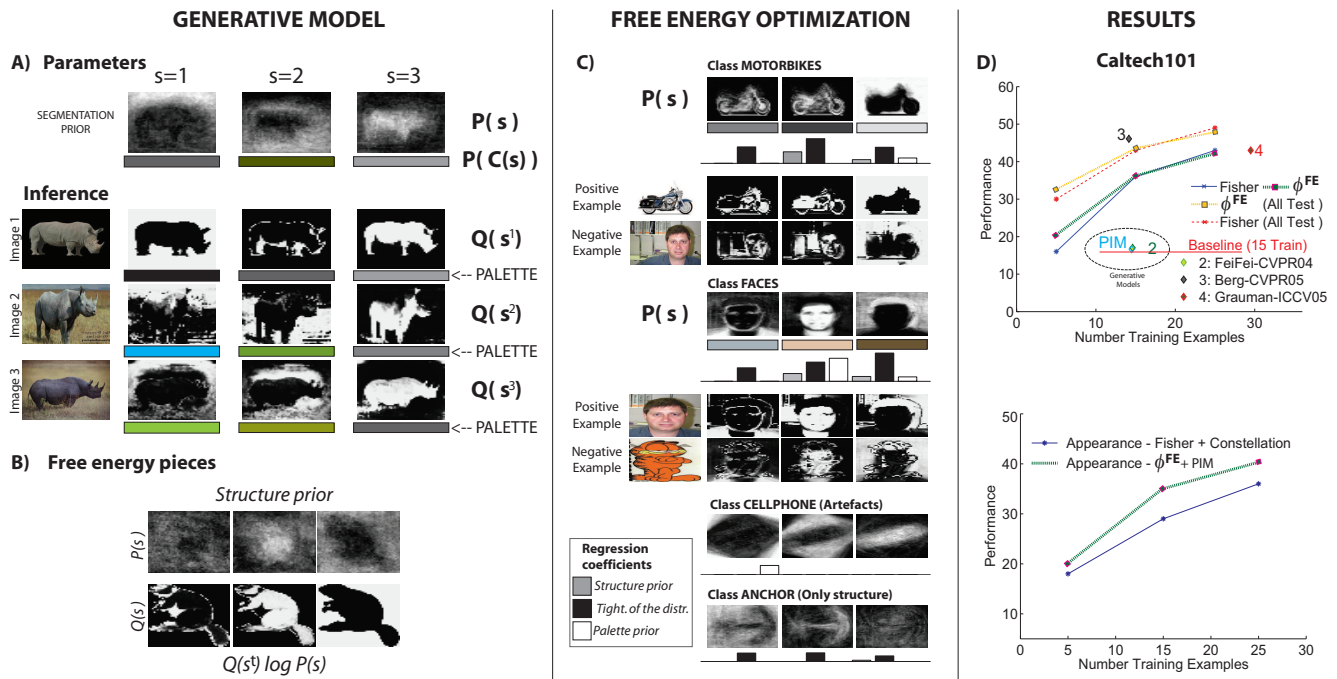 GENERATIVE MODEL
A) Parameters
s=1
s=2
s=3
SEGMENTATION
PRIOR
P( s )
P( C(s) )
Inference
Image 1
Q( s¹)
<-- PALETTE
Image 2
Q( s²)
<-- PALETTE
Image 3
Q( s³)
<-- PALETTE
B) Free energy pieces
Structure prior
P(s)
Q(s)
Q(sᵗ) log P(s)
FREE ENERGY OPTIMIZATION
C)
Class MOTORBIKES
P( s )
Positive
Example
Negative
Example
Class FACES
P( s )
Positive
Example
Negative
Example
Class CELLPHONE (Artefacts)
Regression
coefficients
Structure prior
Tight. of the distr.
Palette prior
Class ANCHOR (Only structure)
RESULTS
D)
Caltech101
60
50
40
30
20
10
0
0
10
20
30
Performance
Number Training Examples
3
4
Fisher
ϕFE
ϕFE (All Test )
Fisher (All Test )
PIM
2
Baseline (15 Train)
Generative
Models
2: FeiFei-CVPR04
3: Berg-CVPR05
4: Grauman-ICCV05
50
40
30
20
10
0
5
10
15
20
25
30
Performance
Number Training Examples
Appearance - Fisher + Constellation
Appearance - ϕFE + PIM